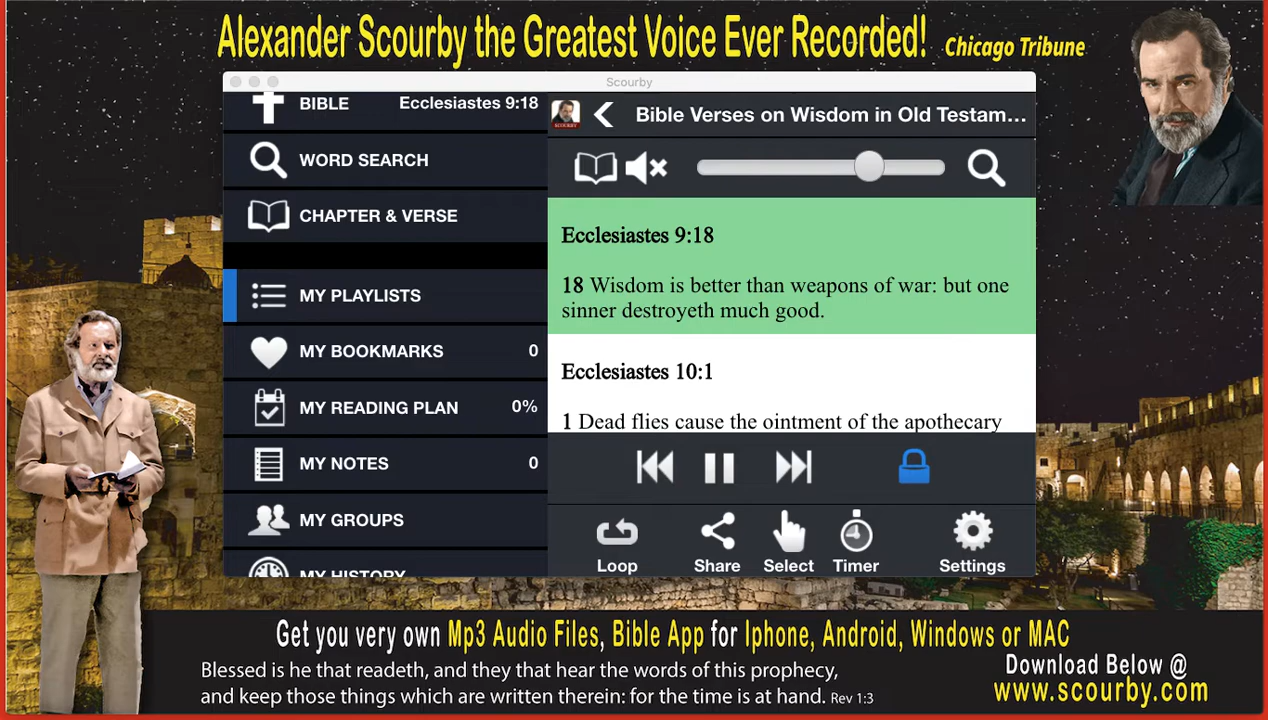 Alexander Scourby the Greatest Voice Ever Recorded! Chicago Tribune
Scourby
BIBLE Ecclesiastes 9:18
WORD SEARCH
CHAPTER & VERSE
MY PLAYLISTS
MY BOOKMARKS 0
MY READING PLAN 0%
MY NOTES 0
MY GROUPS
MY HISTORY
Bible Verses on Wisdom in Old Testam...
Ecclesiastes 9:18
18 Wisdom is better than weapons of war: but one
sinner destroyeth much good.
Ecclesiastes 10:1
1 Dead flies cause the ointment of the apothecary
Loop Share Select Timer Settings
Get you very own Mp3 Audio Files, Bible App for Iphone, Android, Windows or MAC
Blessed is he that readeth, and they that hear the words of this prophecy,
and keep those things which are written therein: for the time is at hand. Rev 1:3
Download Below @
www.scourby.com